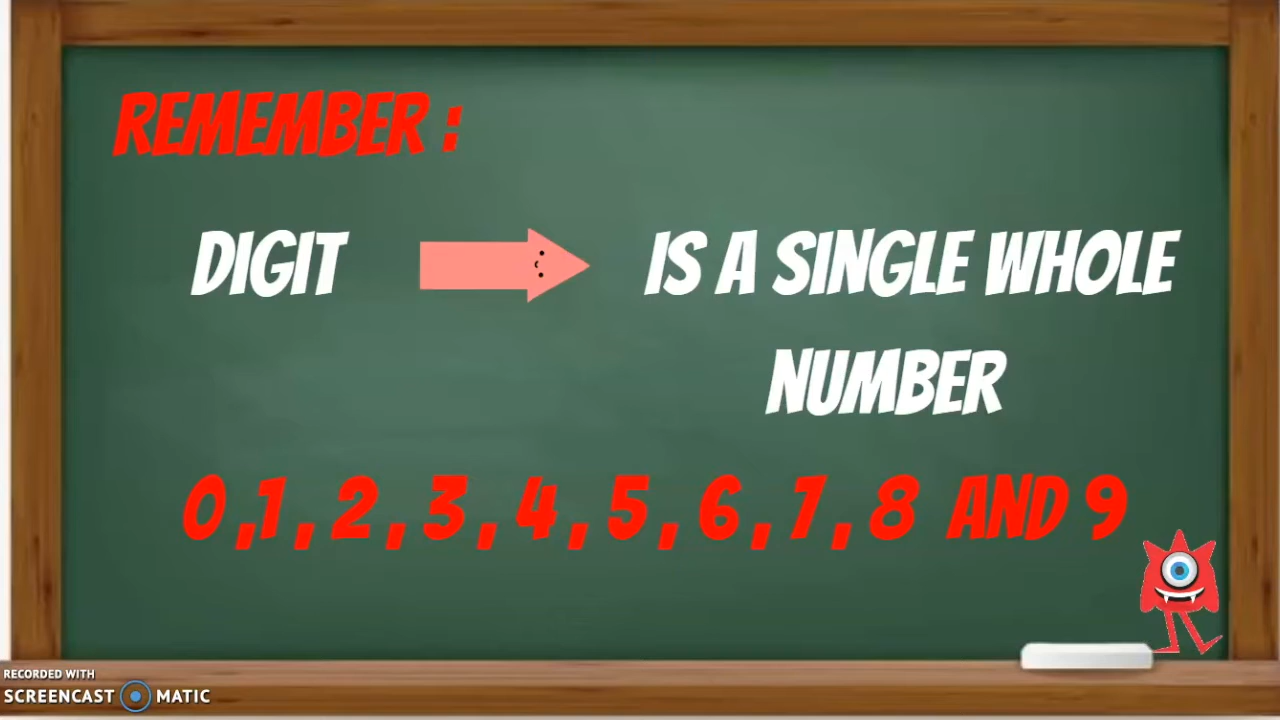 REMEMBER :
DIGIT IS A SINGLE WHOLE
NUMBER
0 ,1 , 2 , 3 , 4 , 5 , 6 , 7 , 8 AND 9
RECORDED WITH
SCREENCAST MATIC